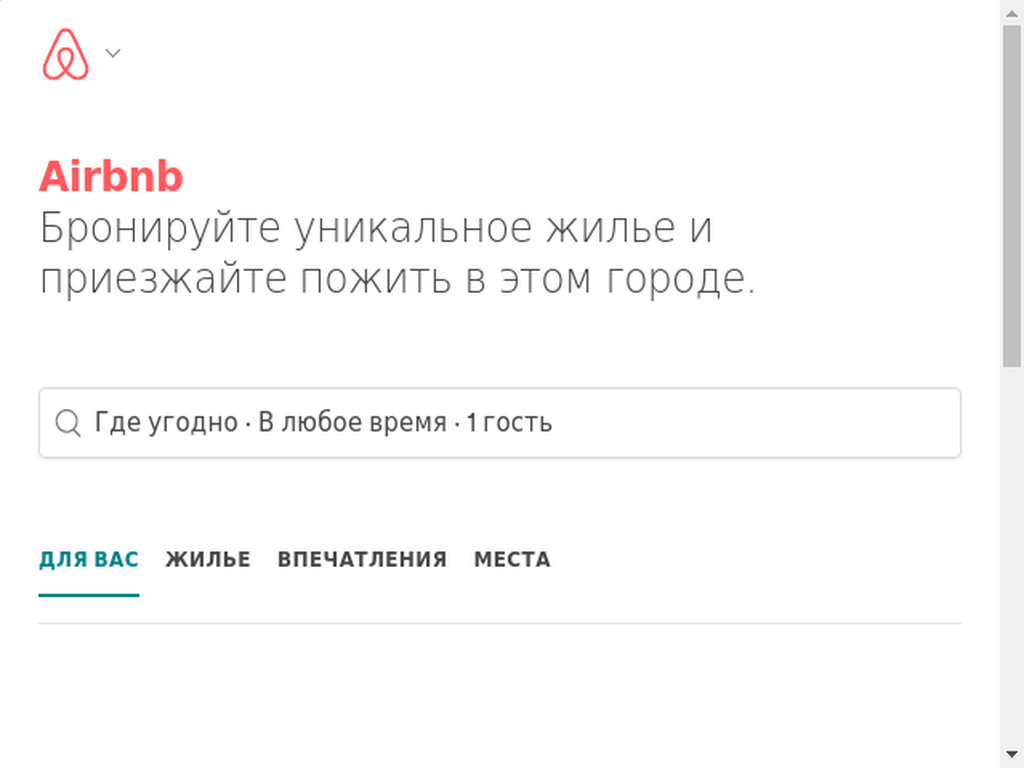 Airbnb
Бронируйте уникальное жилье и
приезжайте пожить в этом городе.
Где угодно · В любое время · 1 гость
ДЛЯ ВАС ЖИЛЬЕ ВПЕЧАТЛЕНИЯ МЕСТА